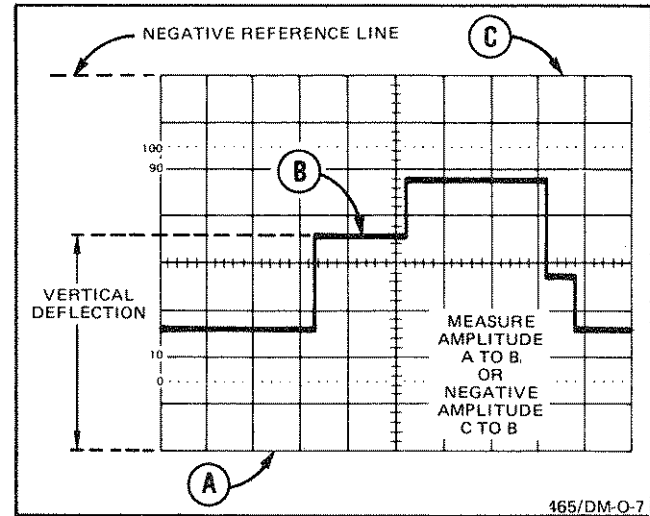 NEGATIVE REFERENCE LINE
C
100
90
B
VERTICAL
DEFLECTION
MEASURE
AMPLITUDE
A TO B,
OR
NEGATIVE
AMPLITUDE
C TO B
10
0
A
465/DM-O-7